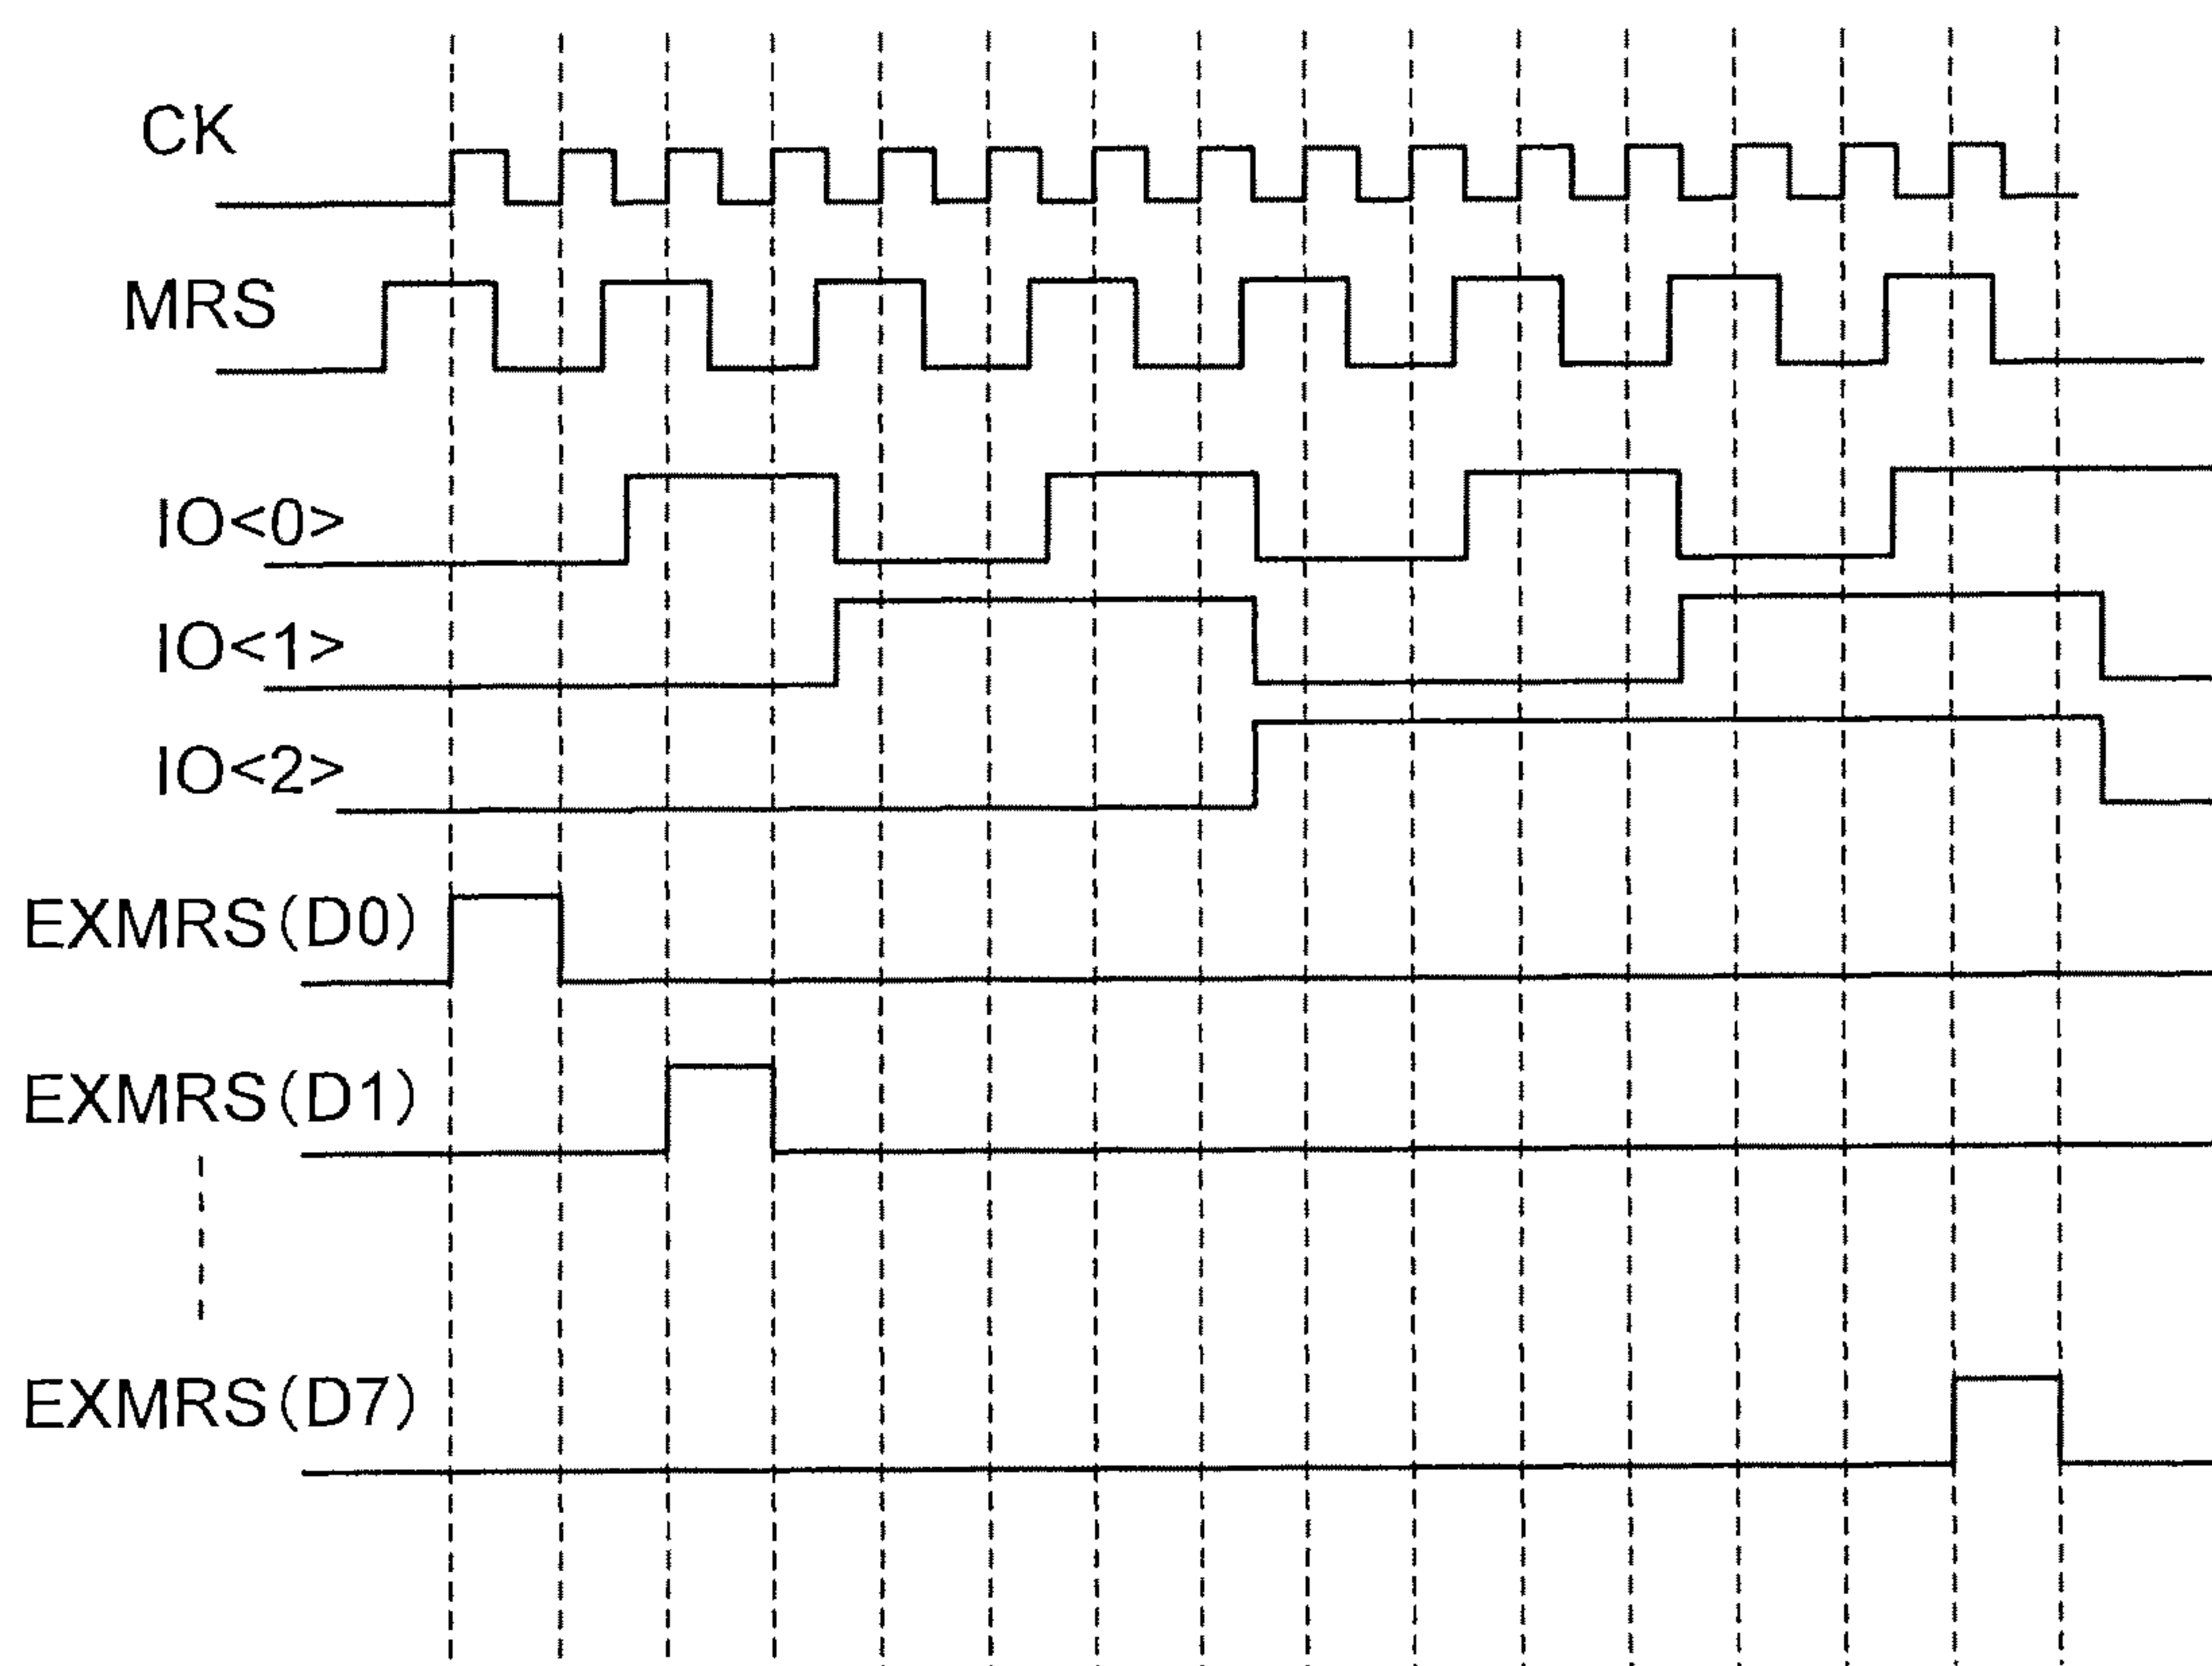 CK
MRS
IO<0>
IO<1>
IO<2>
EXMRS(D0)
EXMRS(D1)
EXMRS(D7)